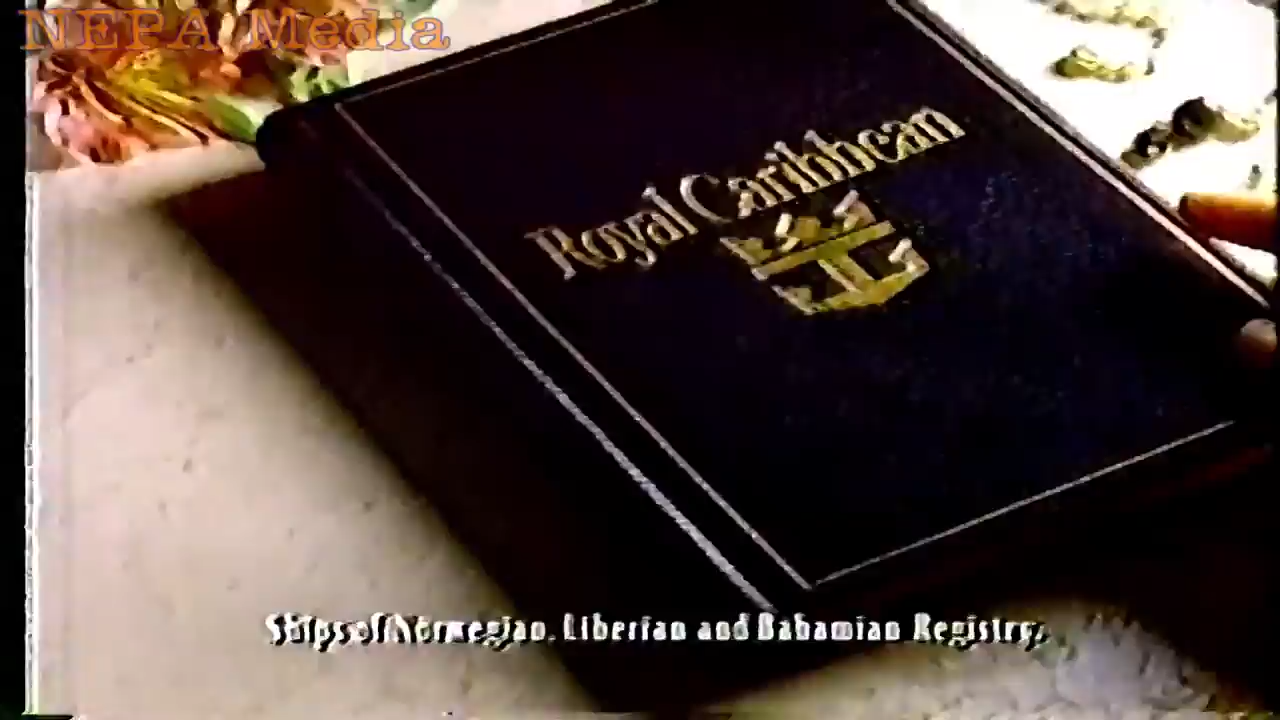 NEPA Media
Royal Caribbean
Ships of Norwegian, Liberian and Bahamian Registry.